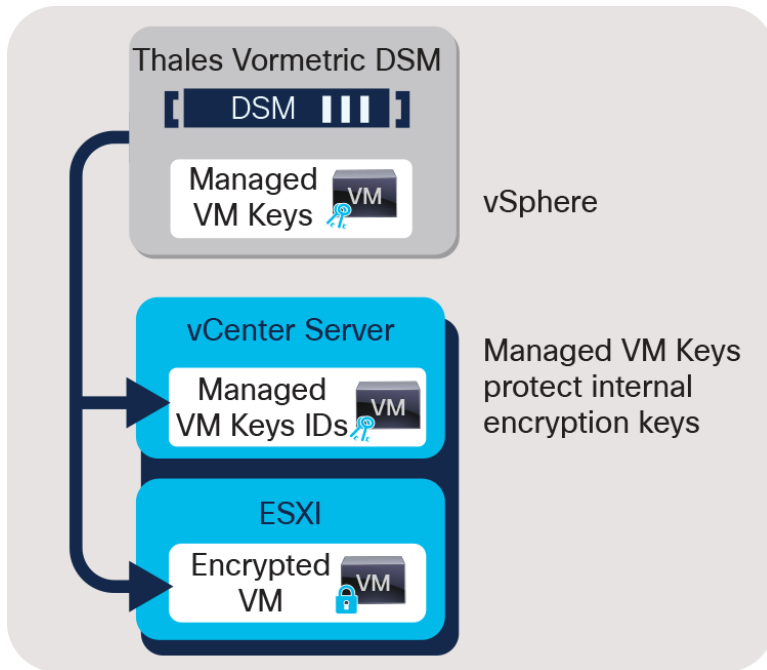 Thales Vormetric DSM
DSM
Managed
VM Keys
VM
vSphere
vCenter Server
Managed
VM Keys IDs
VM
Managed VM Keys
protect internal
encryption keys
ESXI
Encrypted
VM
VM